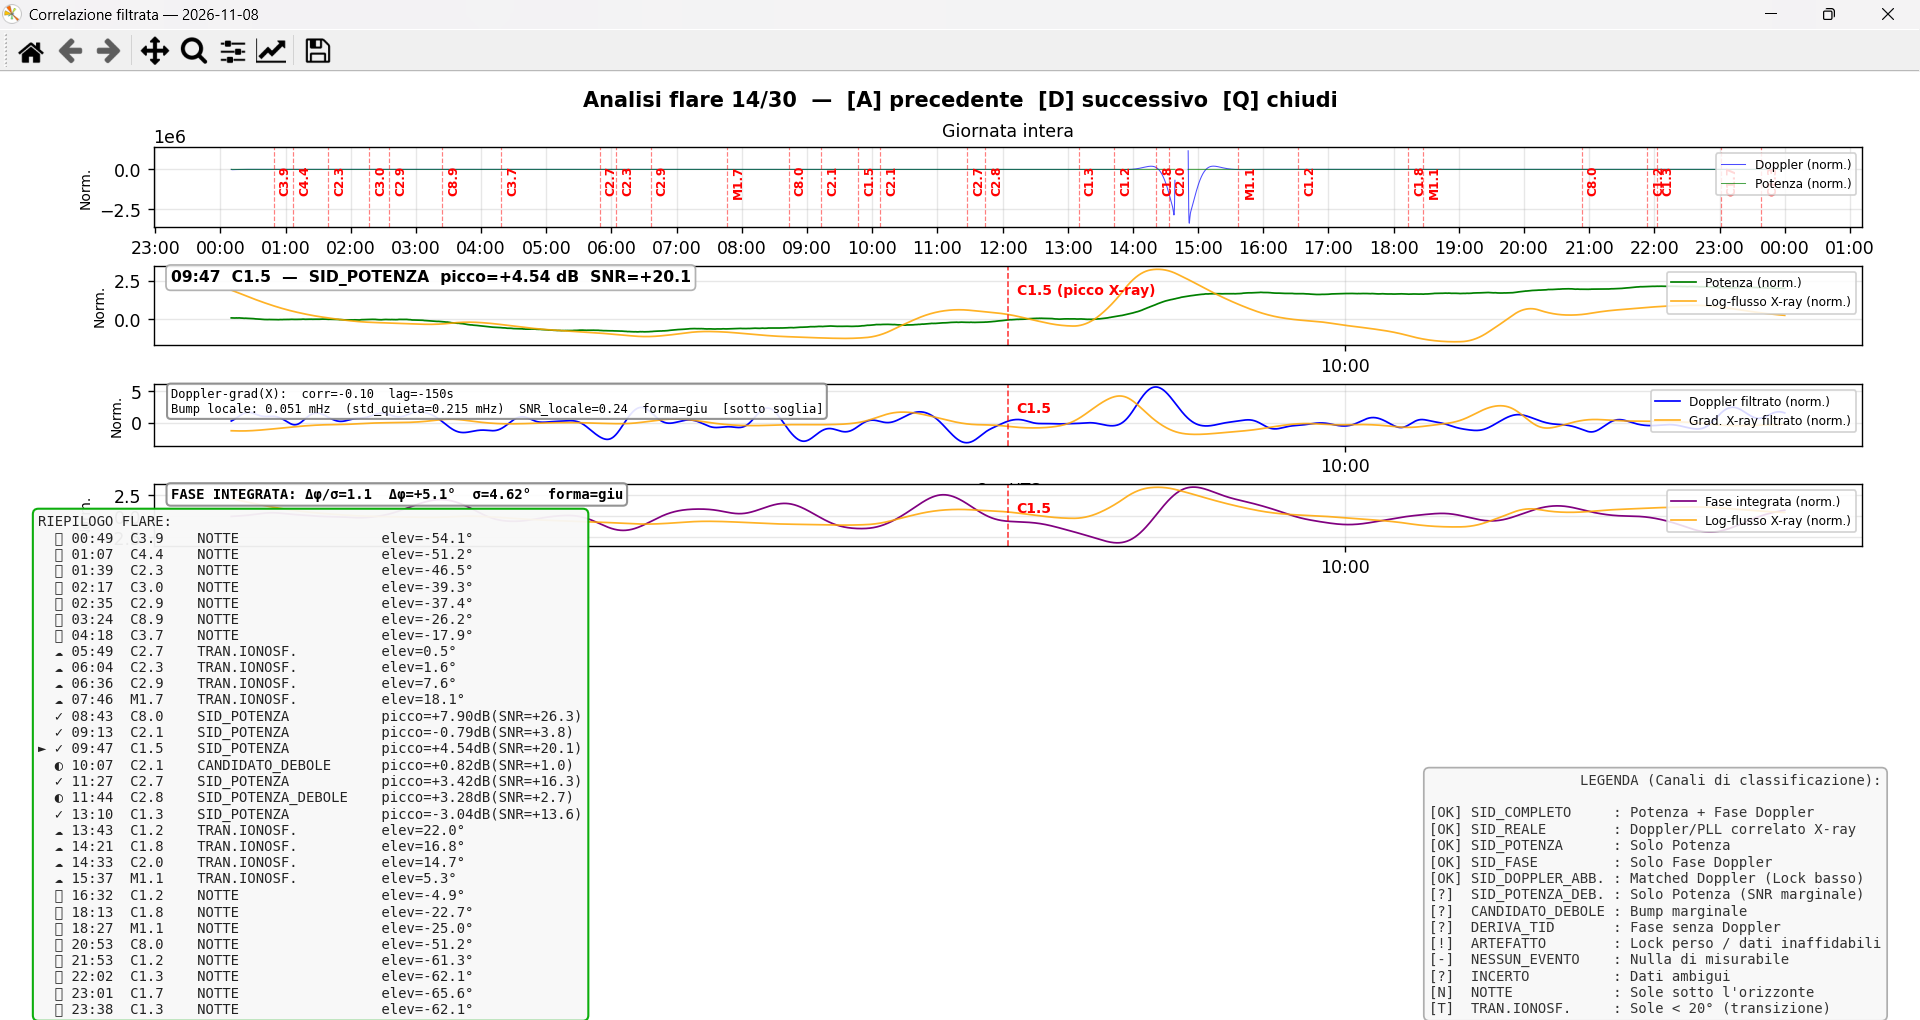 Correlazione filtrata — 2026-11-08
Analisi flare 14/30 — [A] precedente [D] successivo [Q] chiudi
Giornata intera
1e6
Norm.
0.0
−2.5
C3.9 C4.4 C2.3 C3.0 C2.9 C8.9 C3.7 C2.7 C2.3 C2.9 M1.7 C8.0 C2.1 C1.5 C2.1 C2.7 C2.8 C1.3 C1.2 C1.8 C2.0 M1.1 C1.2 C1.8 M1.1 C8.0 C1.2 C1.3
Doppler (norm.)
Potenza (norm.)
23:00 00:00 01:00 02:00 03:00 04:00 05:00 06:00 07:00 08:00 09:00 10:00 11:00 12:00 13:00 14:00 15:00 16:00 17:00 18:00 19:00 20:00 21:00 22:00 23:00 00:00 01:00
09:47 C1.5 — SID_POTENZA picco=+4.54 dB SNR=+20.1
Norm.
2.5
0.0
C1.5 (picco X-ray)
Potenza (norm.)
Log-flusso X-ray (norm.)
10:00
Doppler-grad(X): corr=-0.10 lag=-150s
Bump locale: 0.051 mHz (std_quieta=0.215 mHz) SNR_locale=0.24 forma=giu [sotto soglia]
Norm.
5
0
C1.5
Doppler filtrato (norm.)
Grad. X-ray filtrato (norm.)
10:00
FASE INTEGRATA: Δφ/σ=1.1 Δφ=+5.1° σ=4.62° forma=giu
2.5
C1.5
Fase integrata (norm.)
Log-flusso X-ray (norm.)
10:00
RIEPILOGO FLARE:
00:49 C3.9 NOTTE elev=-54.1°
01:07 C4.4 NOTTE elev=-51.2°
01:39 C2.3 NOTTE elev=-46.5°
02:17 C3.0 NOTTE elev=-39.3°
02:35 C2.9 NOTTE elev=-37.4°
03:24 C8.9 NOTTE elev=-26.2°
04:18 C3.7 NOTTE elev=-17.9°
☁ 05:49 C2.7 TRAN.IONOSF. elev=0.5°
☁ 06:04 C2.3 TRAN.IONOSF. elev=1.6°
☁ 06:36 C2.9 TRAN.IONOSF. elev=7.6°
☁ 07:46 M1.7 TRAN.IONOSF. elev=18.1°
✓ 08:43 C8.0 SID_POTENZA picco=+7.90dB(SNR=+26.3)
✓ 09:13 C2.1 SID_POTENZA picco=-0.79dB(SNR=+3.8)
► ✓ 09:47 C1.5 SID_POTENZA picco=+4.54dB(SNR=+20.1)
◐ 10:07 C2.1 CANDIDATO_DEBOLE picco=+0.82dB(SNR=+1.0)
✓ 11:27 C2.7 SID_POTENZA picco=+3.42dB(SNR=+16.3)
◐ 11:44 C2.8 SID_POTENZA_DEBOLE picco=+3.28dB(SNR=+2.7)
✓ 13:10 C1.3 SID_POTENZA picco=-3.04dB(SNR=+13.6)
☁ 13:43 C1.2 TRAN.IONOSF. elev=22.0°
☁ 14:21 C1.8 TRAN.IONOSF. elev=16.8°
☁ 14:33 C2.0 TRAN.IONOSF. elev=14.7°
☁ 15:37 M1.1 TRAN.IONOSF. elev=5.3°
16:32 C1.2 NOTTE elev=-4.9°
18:13 C1.8 NOTTE elev=-22.7°
18:27 M1.1 NOTTE elev=-25.0°
20:53 C8.0 NOTTE elev=-51.2°
21:53 C1.2 NOTTE elev=-61.3°
22:02 C1.3 NOTTE elev=-62.1°
23:01 C1.7 NOTTE elev=-65.6°
23:38 C1.3 NOTTE elev=-62.1°
LEGENDA (Canali di classificazione):
[OK] SID_COMPLETO : Potenza + Fase Doppler
[OK] SID_REALE : Doppler/PLL correlato X-ray
[OK] SID_POTENZA : Solo Potenza
[OK] SID_FASE : Solo Fase Doppler
[OK] SID_DOPPLER_ABB. : Matched Doppler (Lock basso)
[?] SID_POTENZA_DEB. : Solo Potenza (SNR marginale)
[?] CANDIDATO_DEBOLE : Bump marginale
[?] DERIVA_TID : Fase senza Doppler
[!] ARTEFATTO : Lock perso / dati inaffidabili
[-] NESSUN_EVENTO : Nulla di misurabile
[?] INCERTO : Dati ambigui
[N] NOTTE : Sole sotto l'orizzonte
[T] TRAN.IONOSF. : Sole < 20° (transizione)